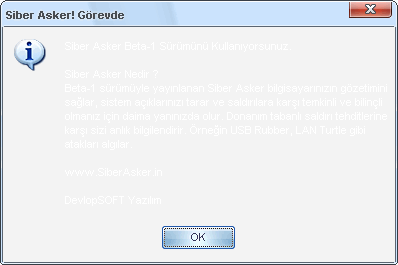 Siber Asker! Görevde
Siber Asker Beta-1 Sürümünü Kullanıyorsunuz
Siber Asker Nedir ?
Beta-1 sürümüyle yayınlanan Siber Asker bilgisayarınızın gözetimini
sağlar, sistem açıklarınızı tarar ve saldırılara karşı temkinli ve bilinçli
olmanız için daima yanınızda olur. Donanım tabanlı saldırı tehditlerine
karşı sizi anlık bilgilendirir. Örneğin USB Rubber, LAN Turtle gibi
atakları algılar.
www.SiberAsker.in
DevlopSOFT Yazılım
OK